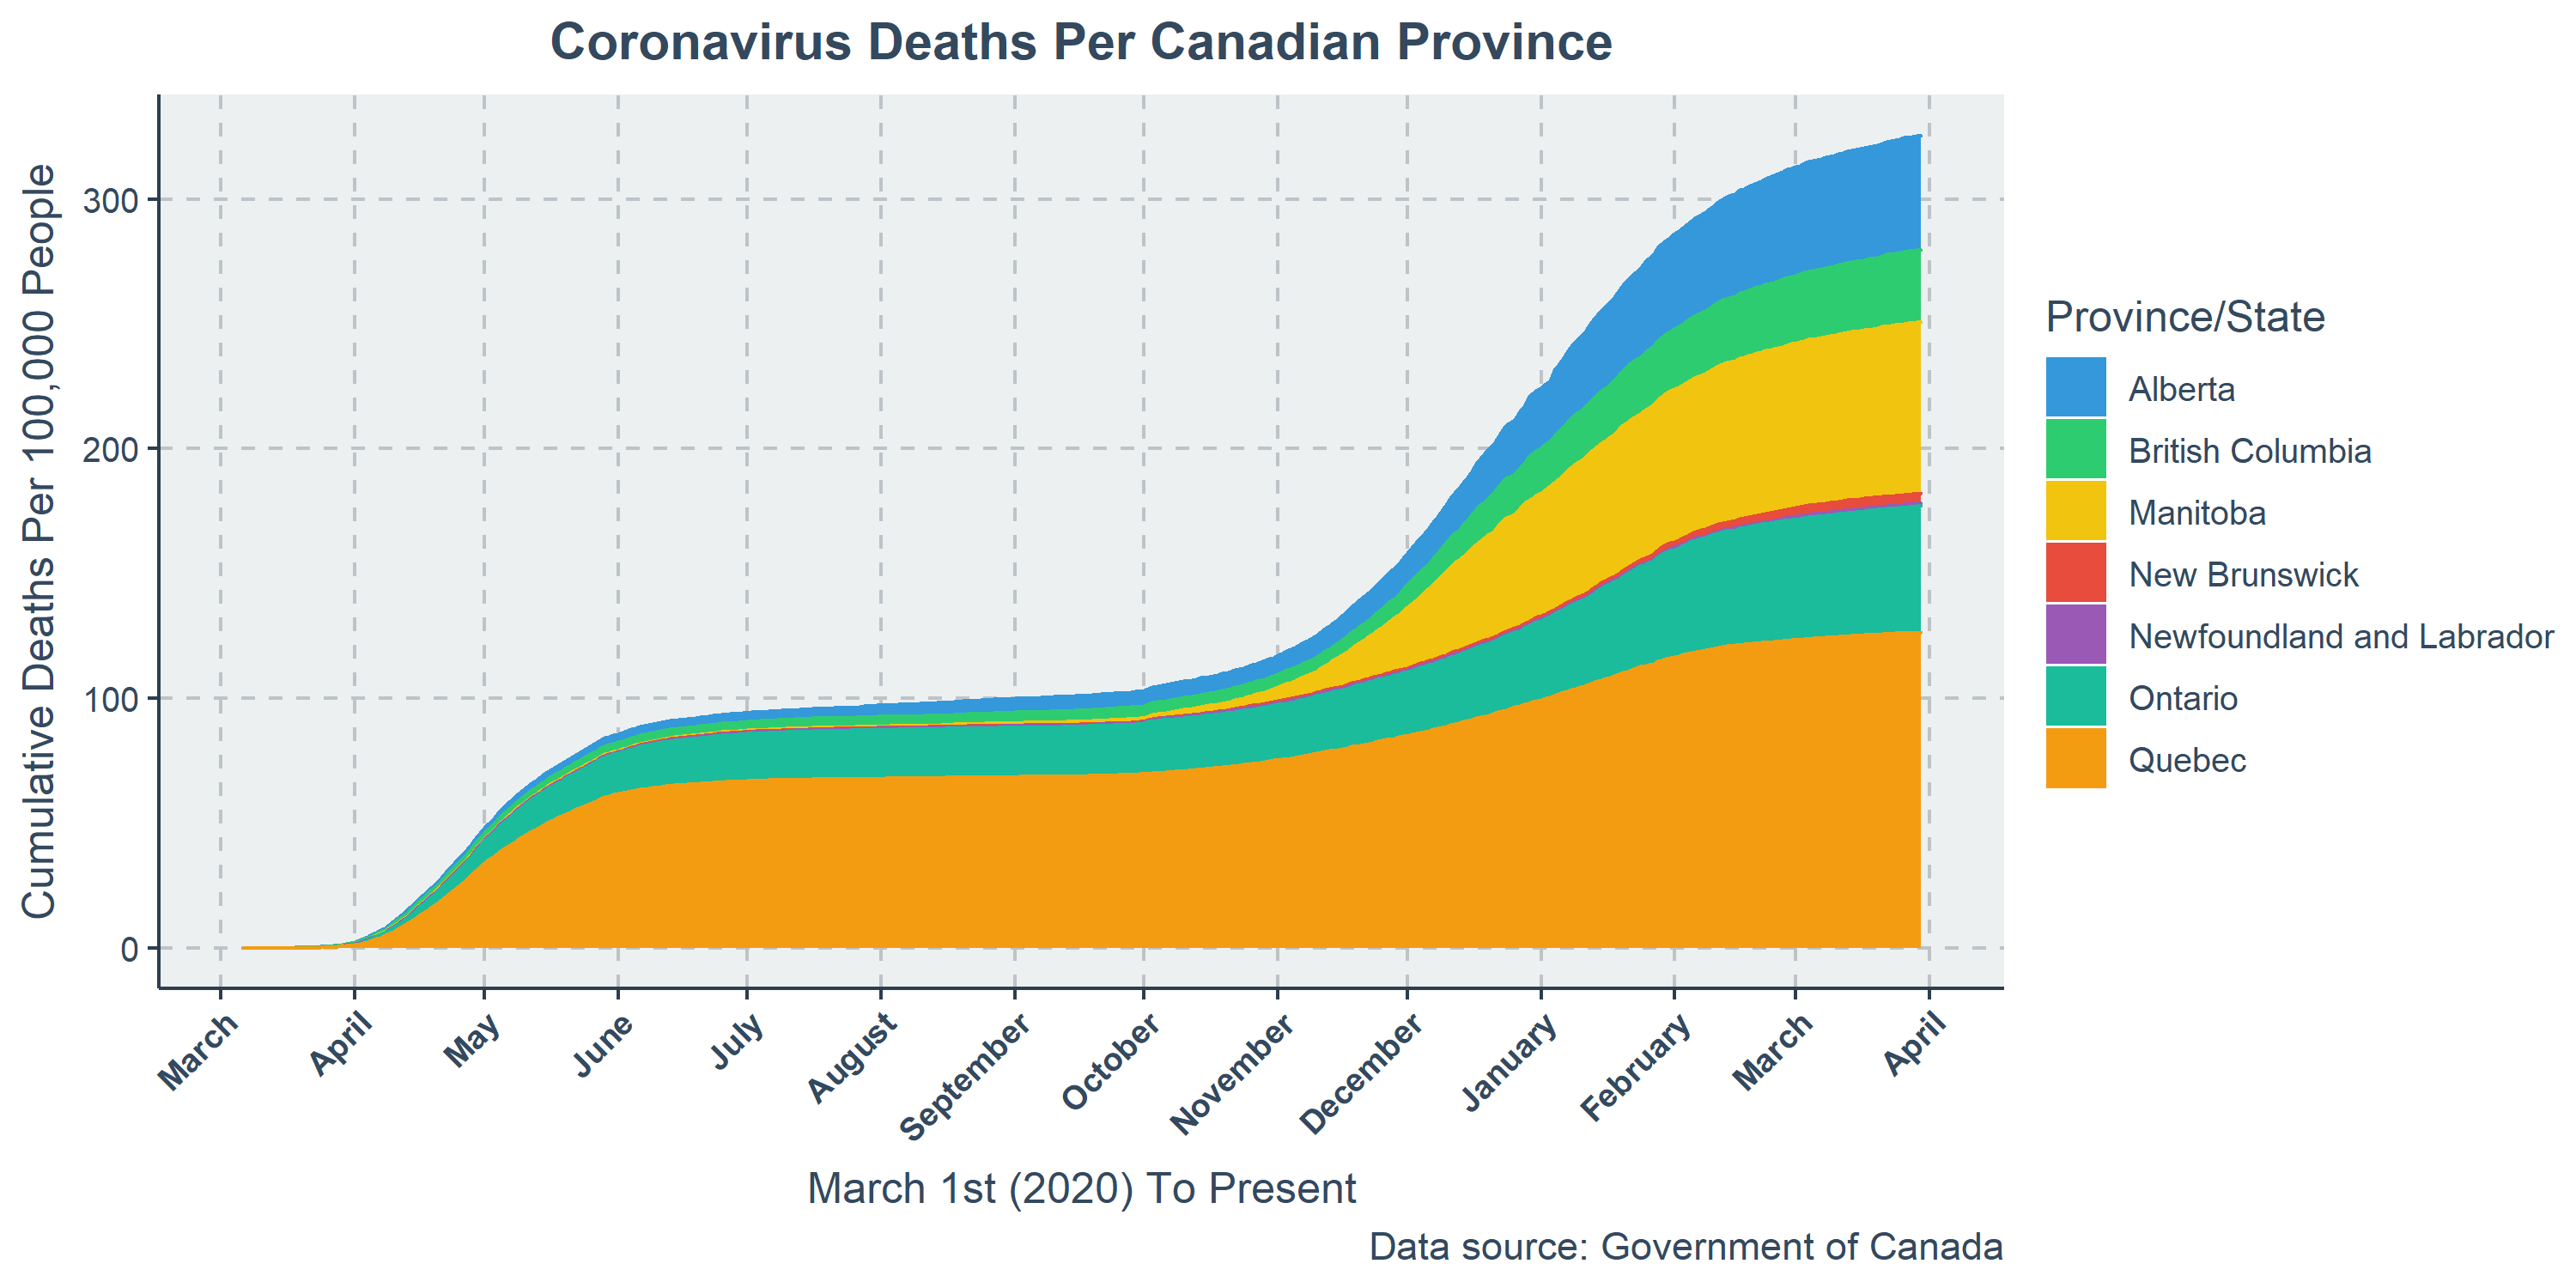 Coronavirus Deaths Per Canadian Province
Cumulative Deaths Per 100,000 People
300
200
100
0
March
April
May
June
July
August
September
October
November
December
January
February
March
April
March 1st (2020) To Present
Data source: Government of Canada
Province/State
Alberta
British Columbia
Manitoba
New Brunswick
Newfoundland and Labrador
Ontario
Quebec